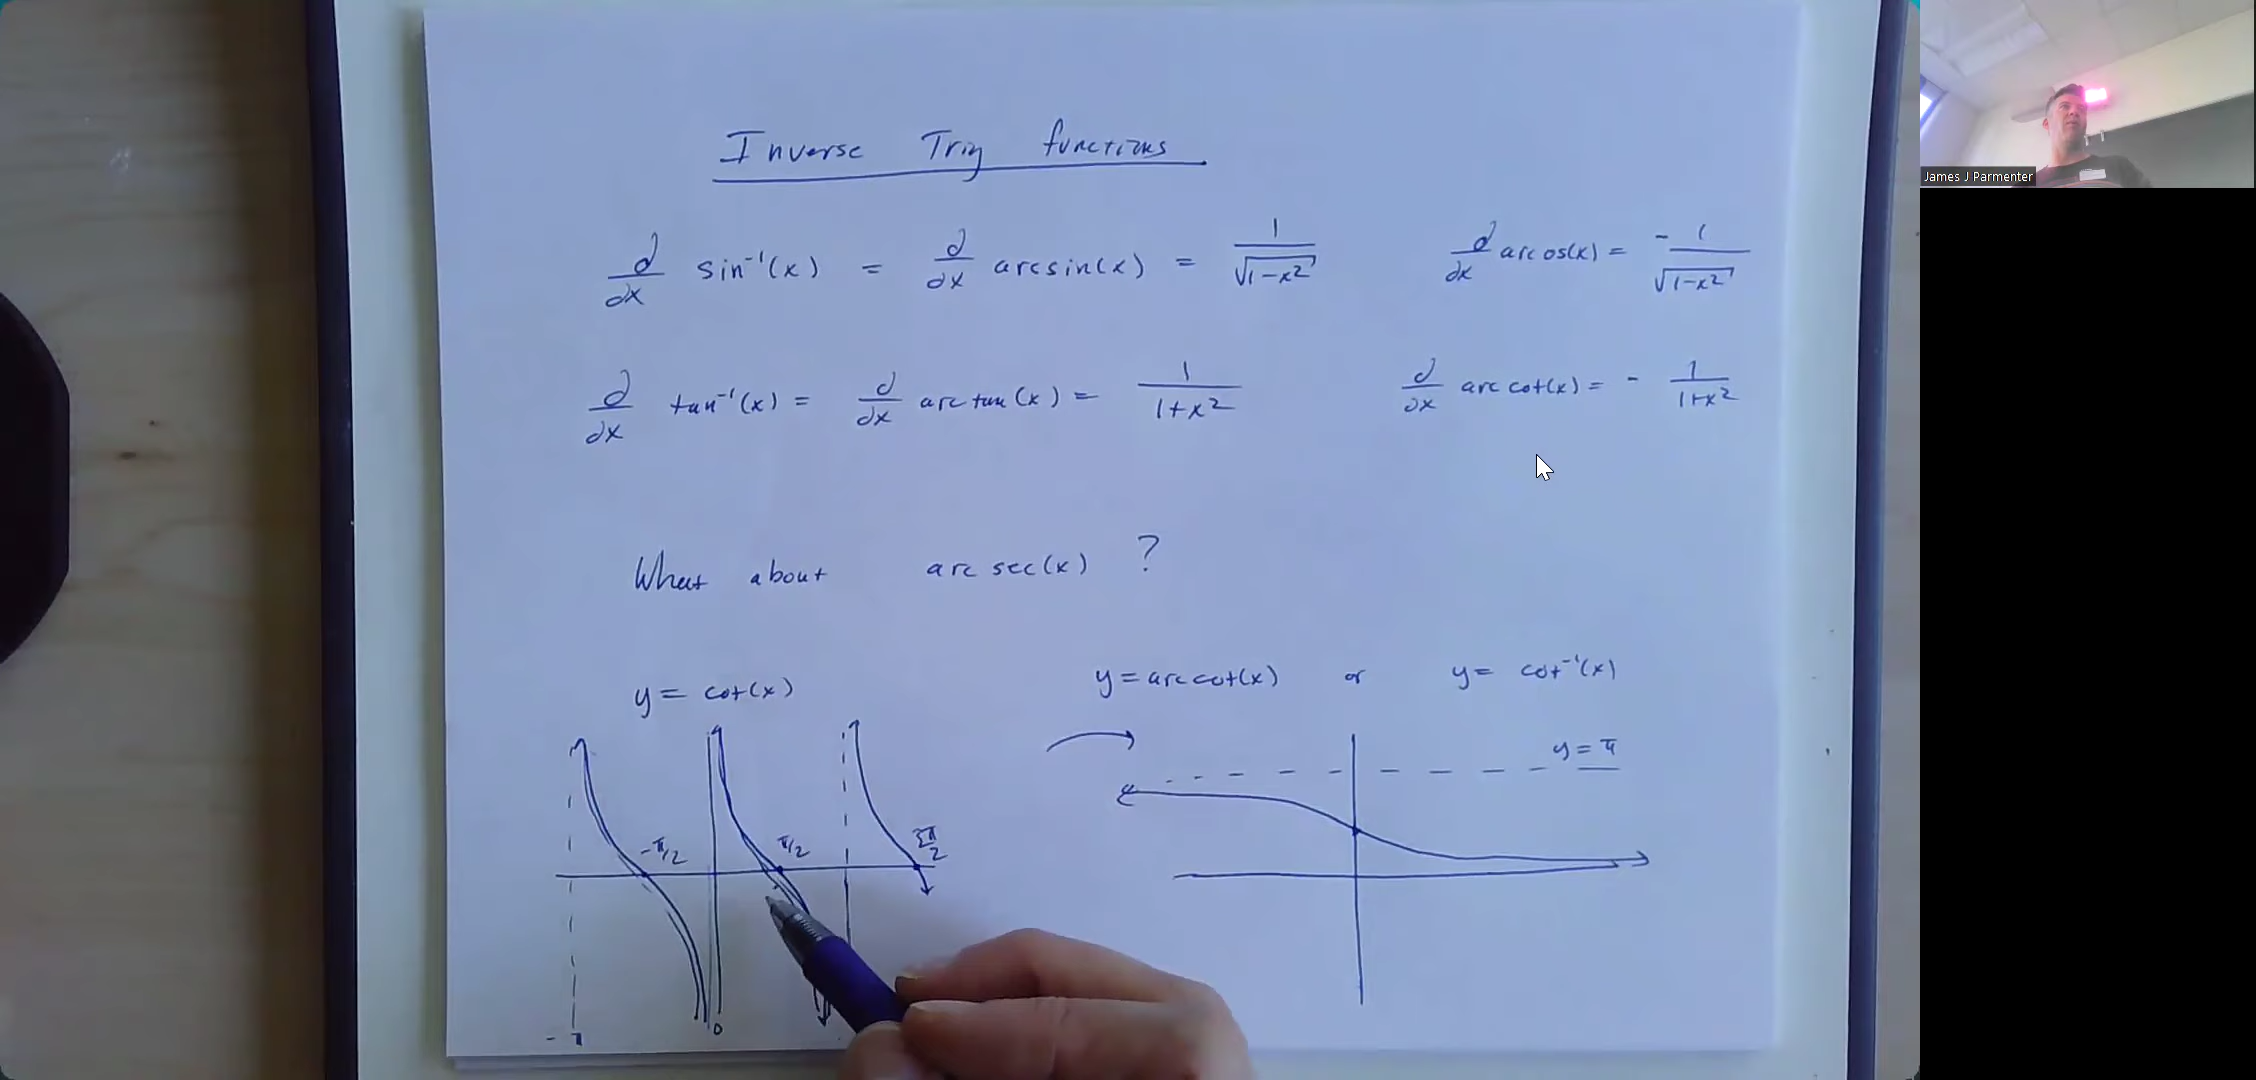 Inverse Trig functions
d/dx sin⁻¹(x) = d/dx arcsin(x) = 1/√(1-x²)
d/dx arccos(x) = -1/√(1-x²)
d/dx tan⁻¹(x) = d/dx arctan(x) = 1/(1+x²)
d/dx arccot(x) = - 1/(1+x²)
What about arcsec(x) ?
y = cot(x)
y = arccot(x) or y = cot⁻¹(x)
y = π
-π/2
π/2
3π/2
0
James J Parmenter